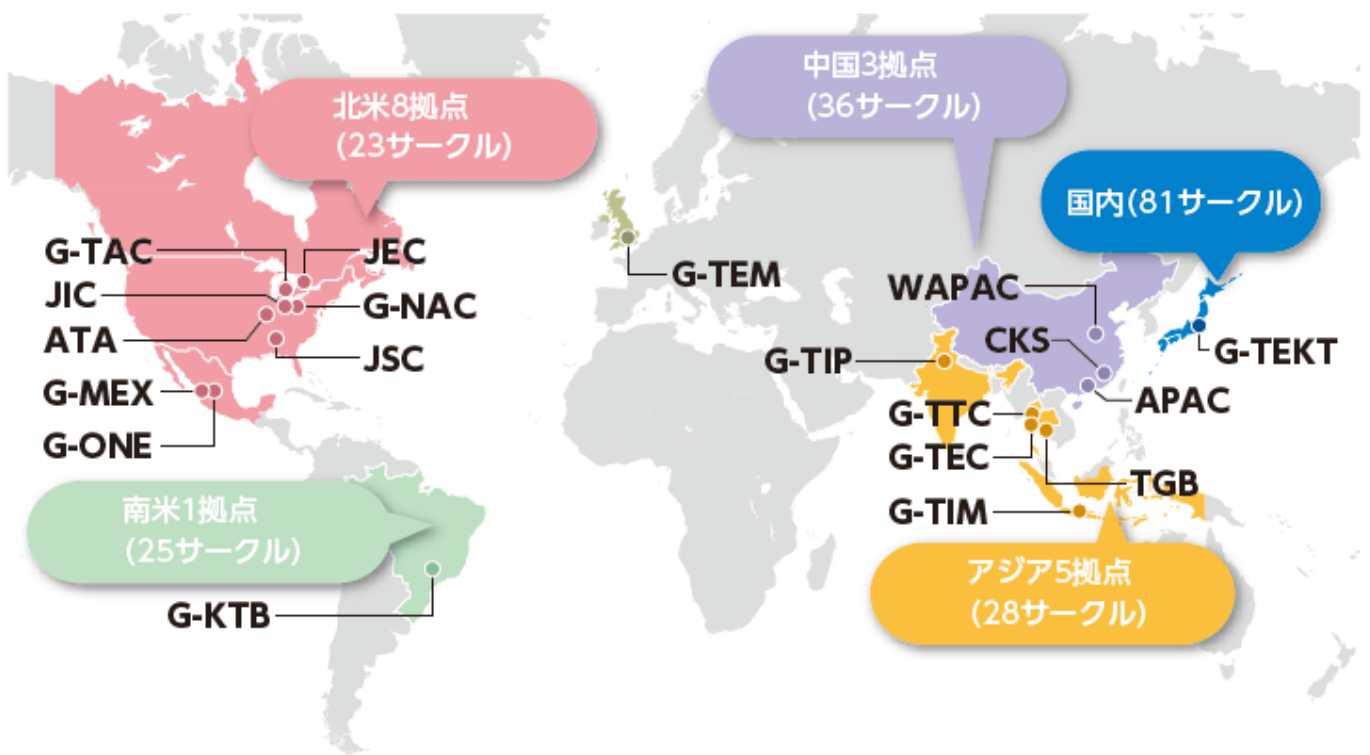 北米8拠点
(23サークル)
中国3拠点
(36サークル)
国内(81サークル)
G-TAC
JEC
JIC
G-NAC
ATA
JSC
G-MEX
G-ONE
G-TEM
WAPAC
CKS
G-TEKT
G-TIP
APAC
G-TTC
G-TEC
TGB
G-TIM
南米1拠点
(25サークル)
G-KTB
アジア5拠点
(28サークル)